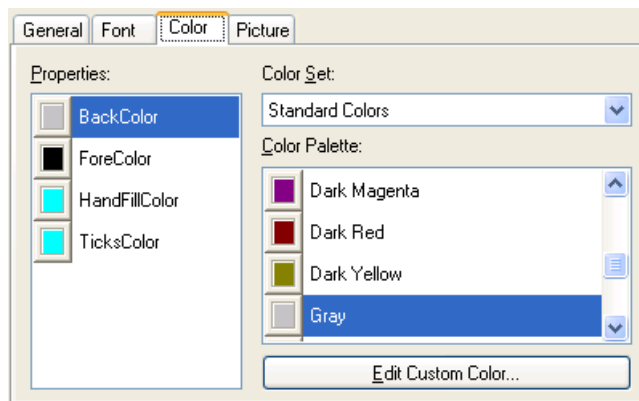 General Font Color Picture
Properties:
BackColor
ForeColor
HandFillColor
TicksColor
Color Set:
Standard Colors
Color Palette:
Dark Magenta
Dark Red
Dark Yellow
Gray
Edit Custom Color...